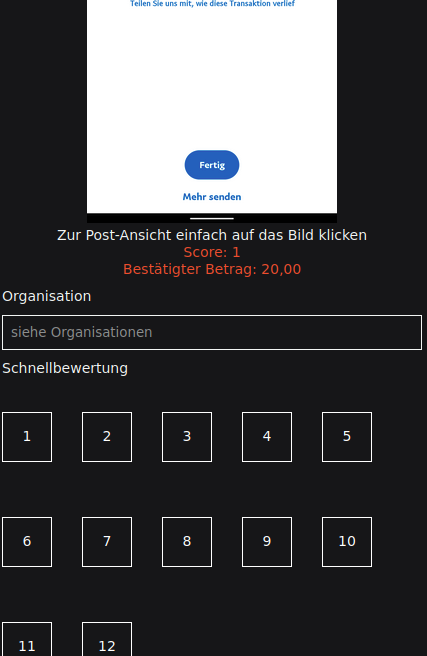 Teilen Sie uns mit, wie diese Transaktion verlief
Fertig
Mehr senden
Zur Post-Ansicht einfach auf das Bild klicken
Score: 1
Bestätigter Betrag: 20,00
Organisation
siehe Organisationen
Schnellbewertung
1 2 3 4 5
6 7 8 9 10
11 12